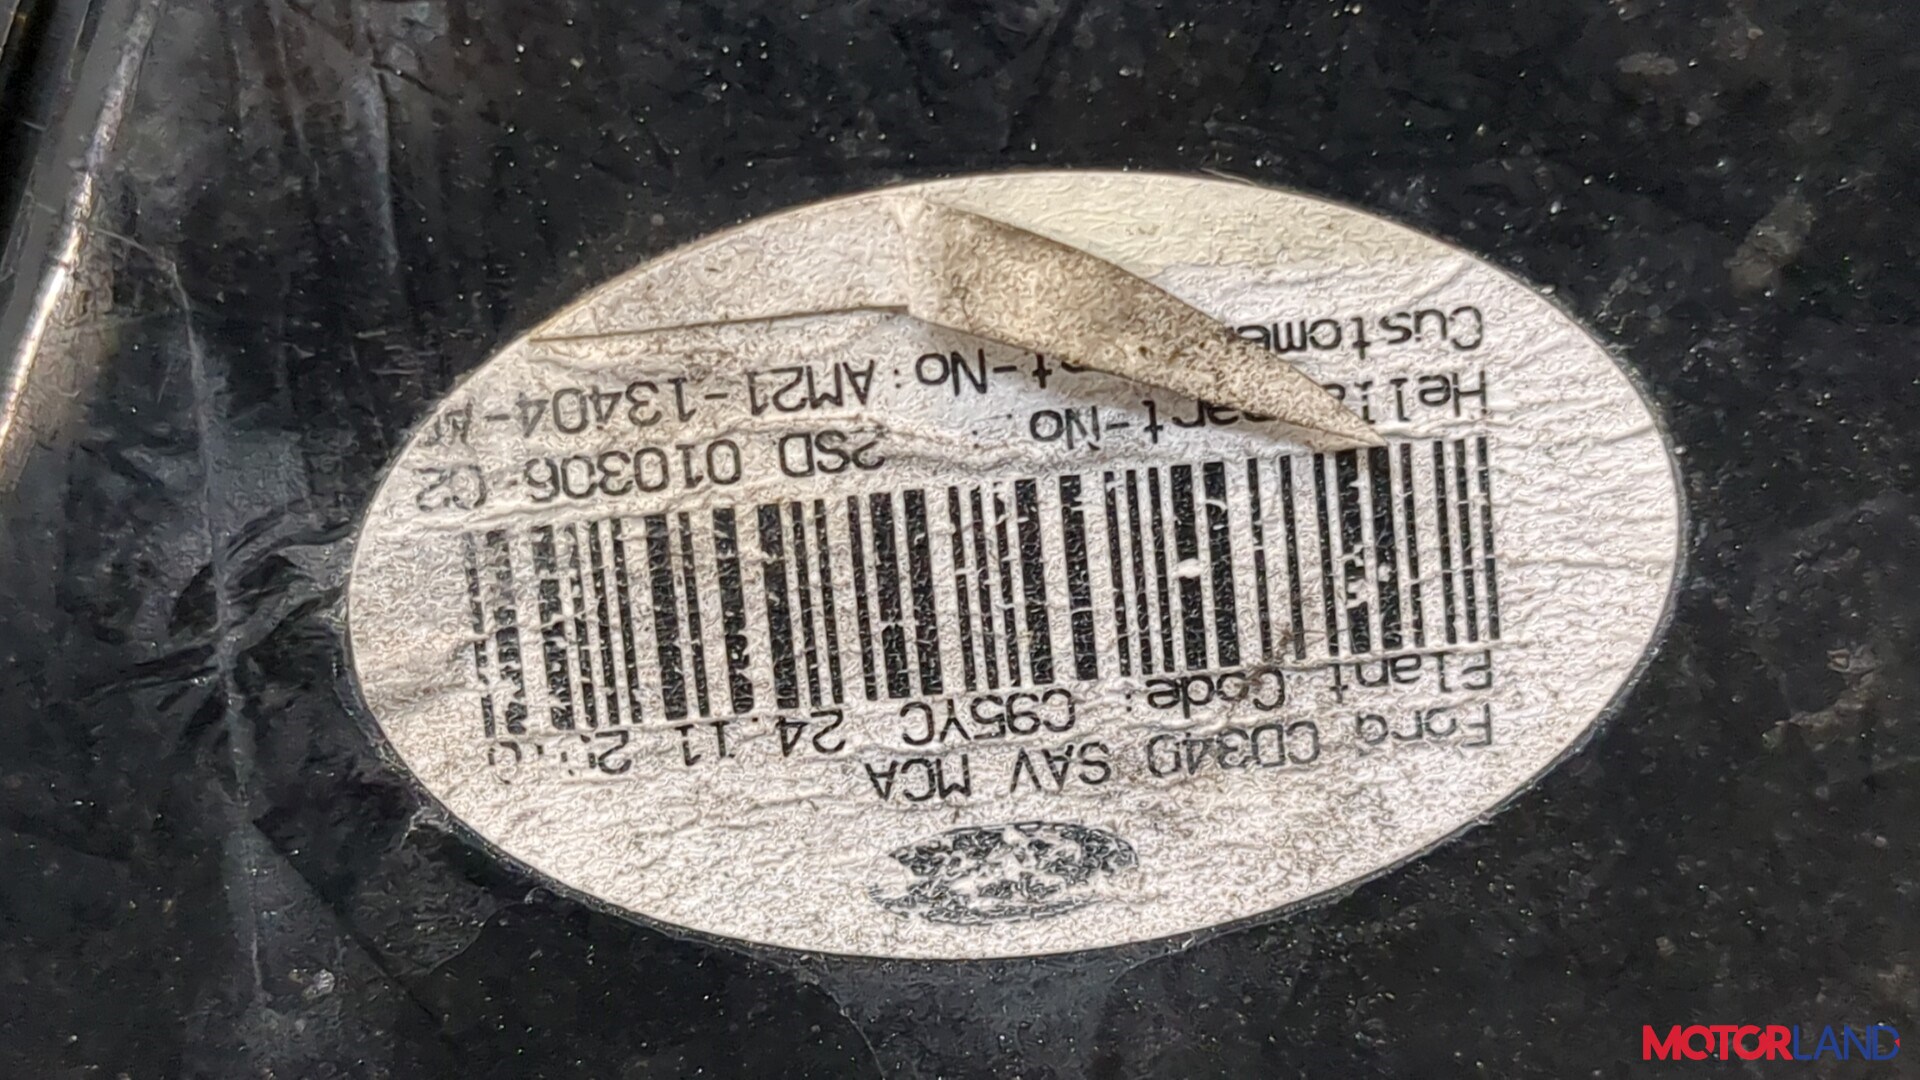 Ford CD340 SAV MCA
Plant Code: C95YC 24.11
Hella Part-No: 2SD 010306-02
Customer Part-No: AM21-13404-
MOTORLAND